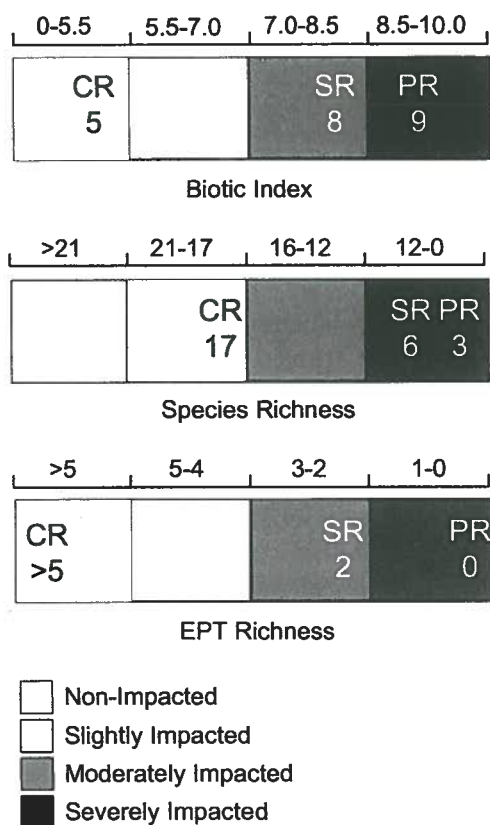 0-5.5 5.5-7.0 7.0-8.5 8.5-10.0
CR SR PR
5 8 9
Biotic Index
>21 21-17 16-12 12-0
CR SR PR
17 6 3
Species Richness
>5 5-4 3-2 1-0
CR SR PR
>5 2 0
EPT Richness
Non-Impacted
Slightly Impacted
Moderately Impacted
Severely Impacted